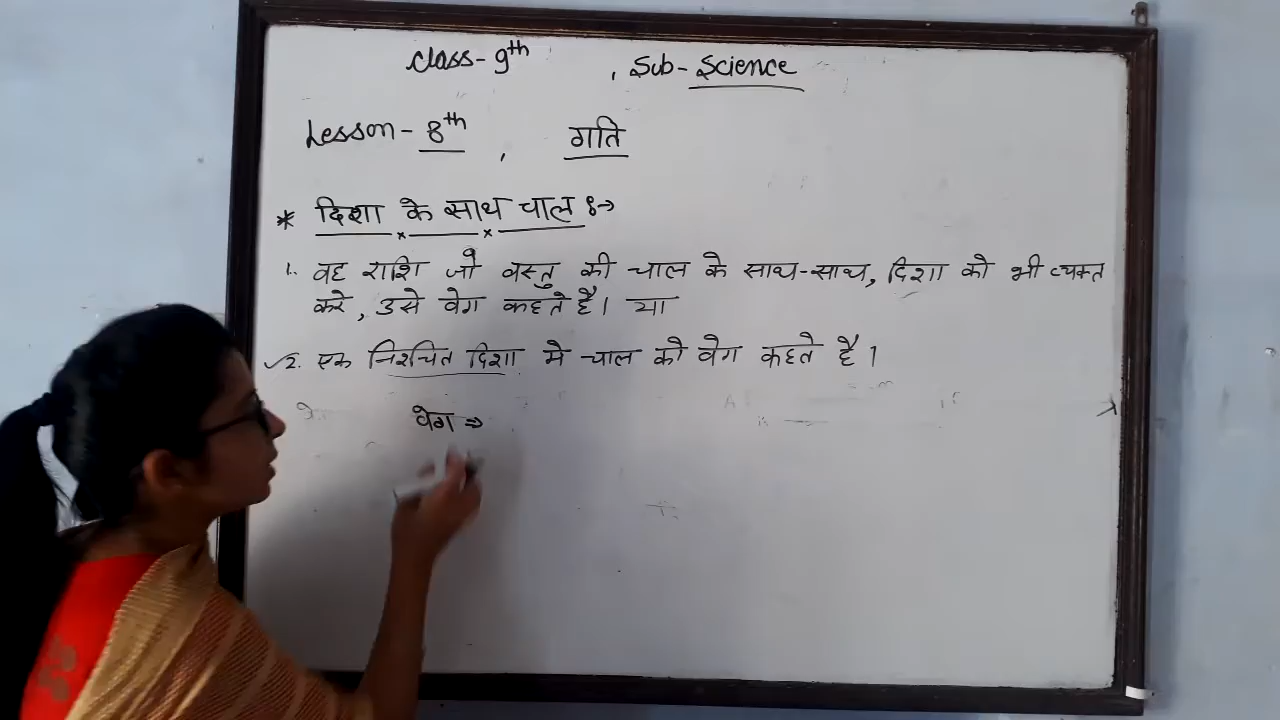 Class-9th , Sub-Science
Lesson-8th , गति
* दिशा के साथ चाल :->
1. वह राशि जो वस्तु की चाल के साथ-साथ, दिशा को भी व्यक्त
करे, उसे वेग कहते है। या
2. एक निश्चित दिशा मे चाल को वेग कहते है।
वेग =>